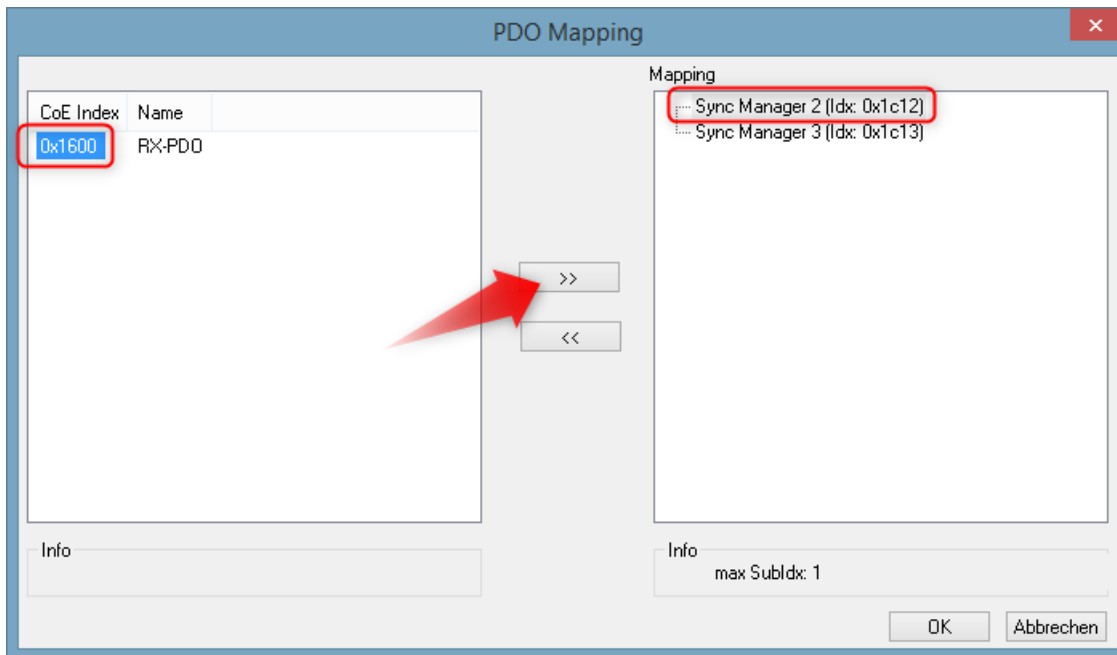 PDO Mapping
Mapping
CoE Index Name
0x1600 RX-PDO
Sync Manager 2 (Idx: 0x1c12)
Sync Manager 3 (Idx: 0x1c13)
>>
<<
Info
Info
max SubIdx: 1
OK Abbrechen